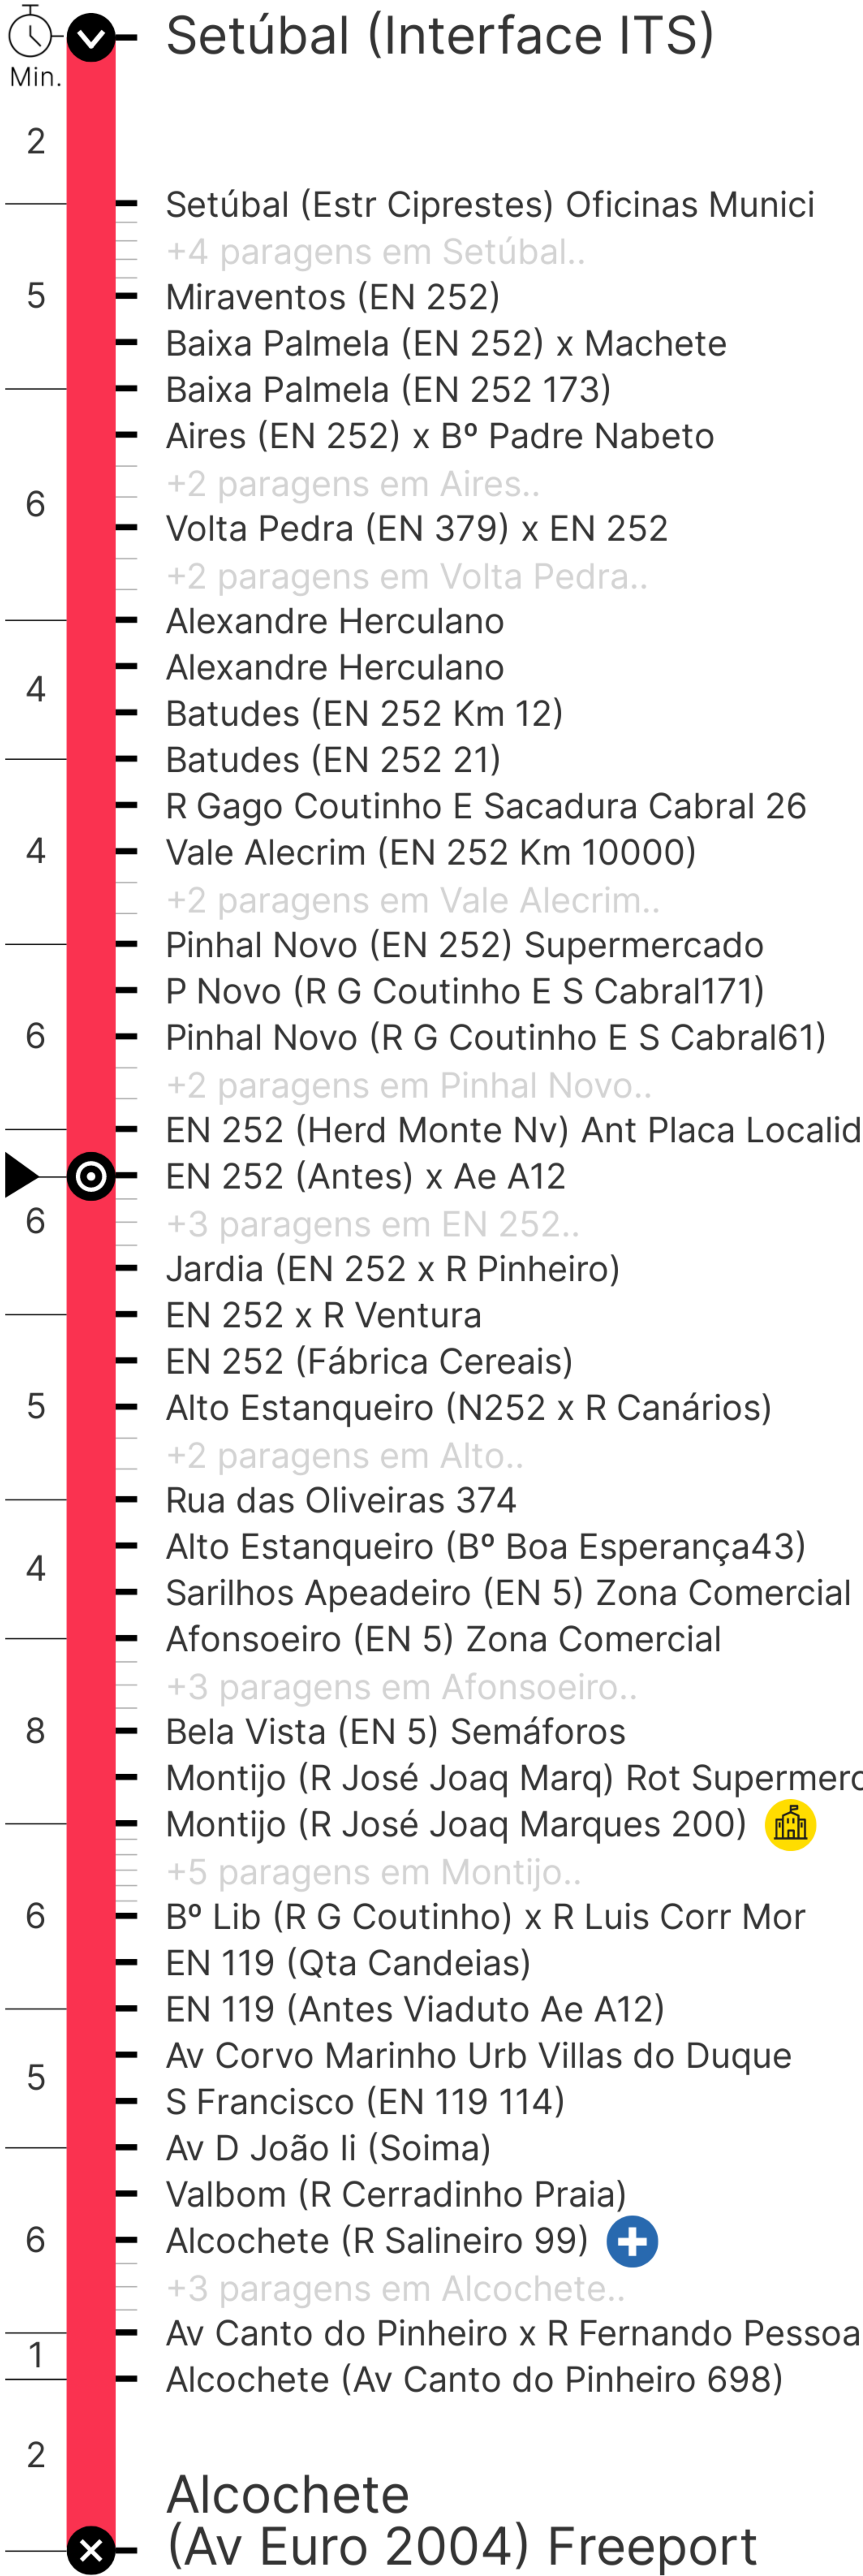 Setúbal (Interface ITS)
Min.
2
Setúbal (Estr Ciprestes) Oficinas Munici
+4 paragens em Setúbal..
5
Miraventos (EN 252)
Baixa Palmela (EN 252) x Machete
Baixa Palmela (EN 252 173)
Aires (EN 252) x Bº Padre Nabeto
+2 paragens em Aires..
6
Volta Pedra (EN 379) x EN 252
+2 paragens em Volta Pedra..
Alexandre Herculano
Alexandre Herculano
4
Batudes (EN 252 Km 12)
Batudes (EN 252 21)
R Gago Coutinho E Sacadura Cabral 26
4
Vale Alecrim (EN 252 Km 10000)
+2 paragens em Vale Alecrim..
Pinhal Novo (EN 252) Supermercado
P Novo (R G Coutinho E S Cabral171)
6
Pinhal Novo (R G Coutinho E S Cabral61)
+2 paragens em Pinhal Novo..
EN 252 (Herd Monte Nv) Ant Placa Localid
EN 252 (Antes) x Ae A12
6
+3 paragens em EN 252..
Jardia (EN 252 x R Pinheiro)
EN 252 x R Ventura
EN 252 (Fábrica Cereais)
5
Alto Estanqueiro (N252 x R Canários)
+2 paragens em Alto..
Rua das Oliveiras 374
Alto Estanqueiro (Bº Boa Esperança43)
4
Sarilhos Apeadeiro (EN 5) Zona Comercial
Afonsoeiro (EN 5) Zona Comercial
+3 paragens em Afonsoeiro..
8
Bela Vista (EN 5) Semáforos
Montijo (R José Joaq Marq) Rot Supermerc
Montijo (R José Joaq Marques 200)
+5 paragens em Montijo..
6
Bº Lib (R G Coutinho) x R Luis Corr Mor
EN 119 (Qta Candeias)
EN 119 (Antes Viaduto Ae A12)
Av Corvo Marinho Urb Villas do Duque
5
S Francisco (EN 119 114)
Av D João Ii (Soima)
Valbom (R Cerradinho Praia)
6
Alcochete (R Salineiro 99)
+3 paragens em Alcochete..
Av Canto do Pinheiro x R Fernando Pessoa
1
Alcochete (Av Canto do Pinheiro 698)
2
Alcochete
(Av Euro 2004) Freeport